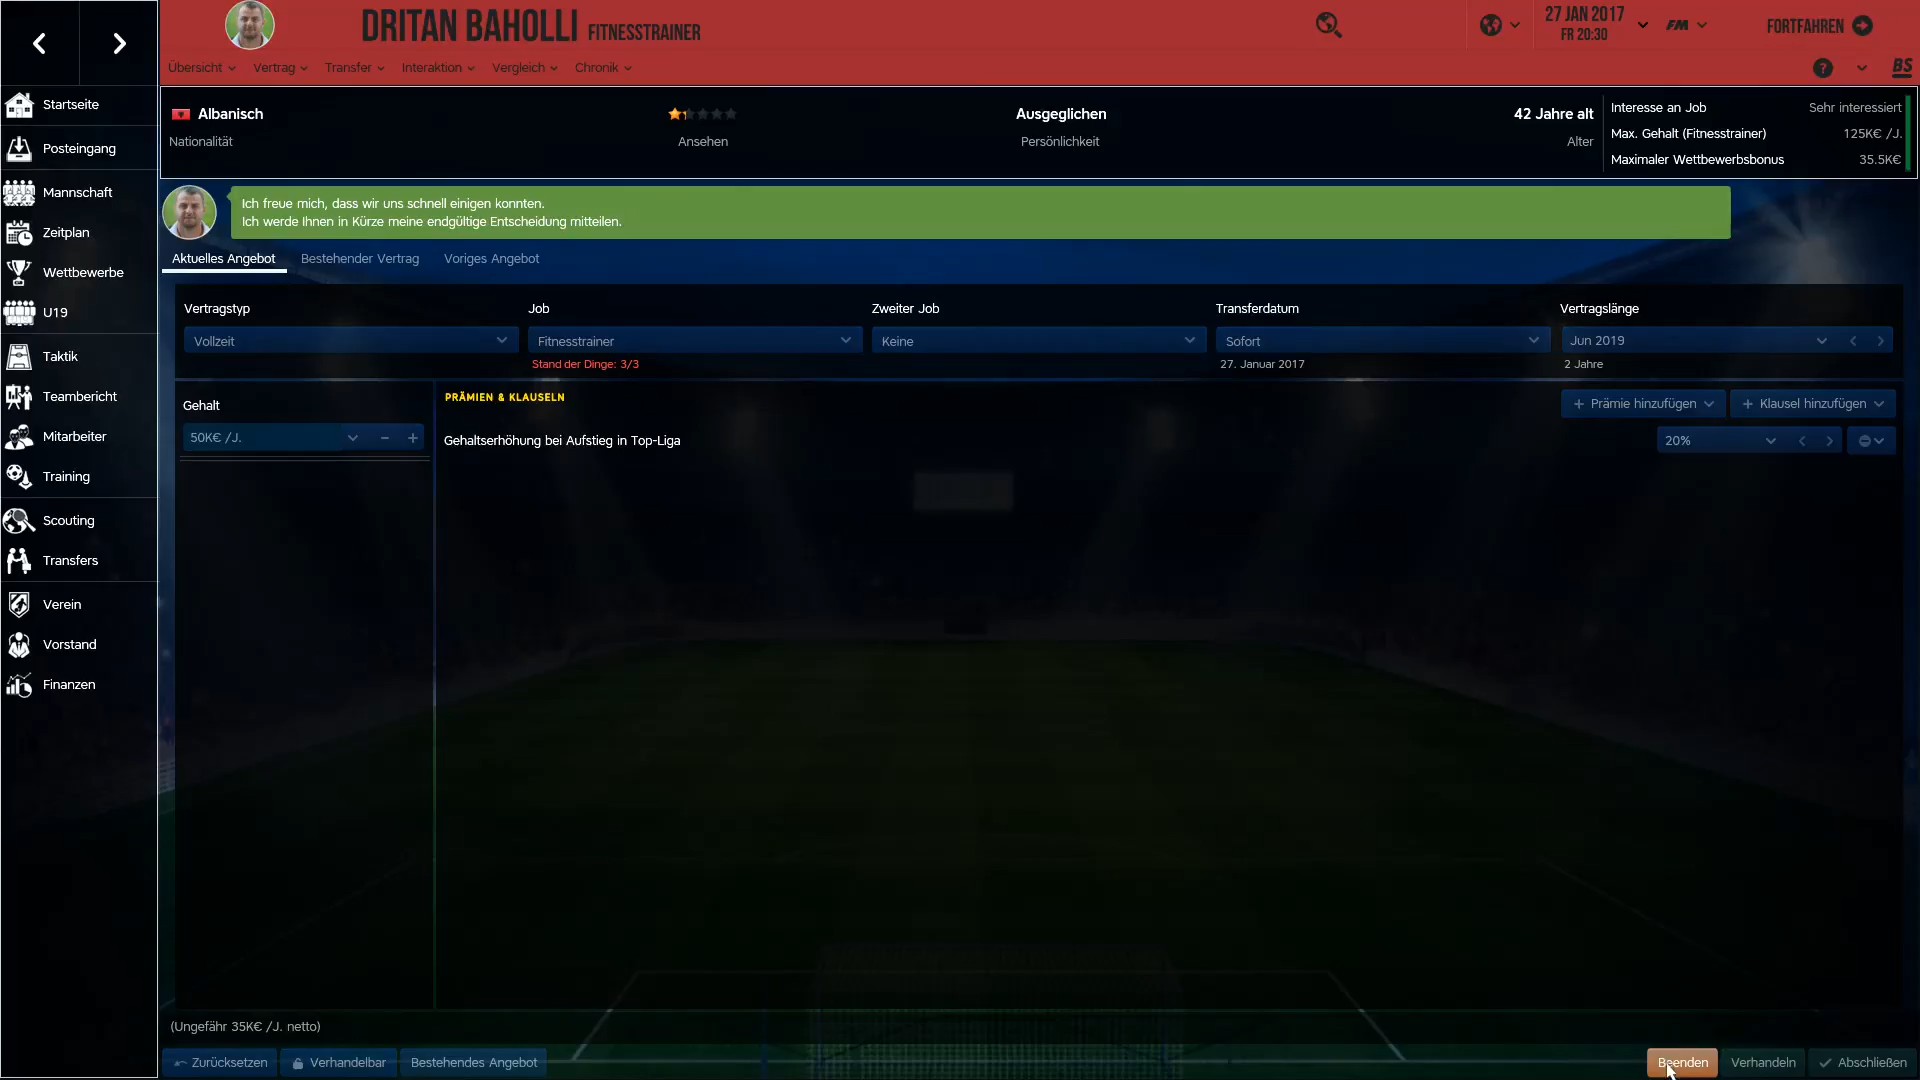 DRITAN BAHOLLI FITNESSTRAINER
27 JAN 2017
FR 20:30
FM
FORTFAHREN
Übersicht
Vertrag
Transfer
Interaktion
Vergleich
Chronik
?
BS
Startseite
Posteingang
Mannschaft
Zeitplan
Wettbewerbe
U19
Taktik
Teambericht
Mitarbeiter
Training
Scouting
Transfers
Verein
Vorstand
Finanzen
Albanisch
Nationalität
Ansehen
Ausgeglichen
Persönlichkeit
42 Jahre alt
Alter
Interesse an Job Sehr interessiert
Max. Gehalt (Fitnesstrainer) 125K€ /J.
Maximaler Wettbewerbsbonus 35.5K€
Ich freue mich, dass wir uns schnell einigen konnten.
Ich werde Ihnen in Kürze meine endgültige Entscheidung mitteilen.
Aktuelles Angebot
Bestehender Vertrag
Voriges Angebot
Vertragstyp
Vollzeit
Job
Fitnesstrainer
Stand der Dinge: 3/3
Zweiter Job
Keine
Transferdatum
Sofort
27. Januar 2017
Vertragslänge
Jun 2019
2 Jahre
Gehalt
50K€ /J.
PRÄMIEN & KLAUSELN
Prämie hinzufügen
Klausel hinzufügen
Gehaltserhöhung bei Aufstieg in Top-Liga
20%
(Ungefähr 35K€ /J. netto)
Zurücksetzen
Verhandelbar
Bestehendes Angebot
Beenden
Verhandeln
Abschließen